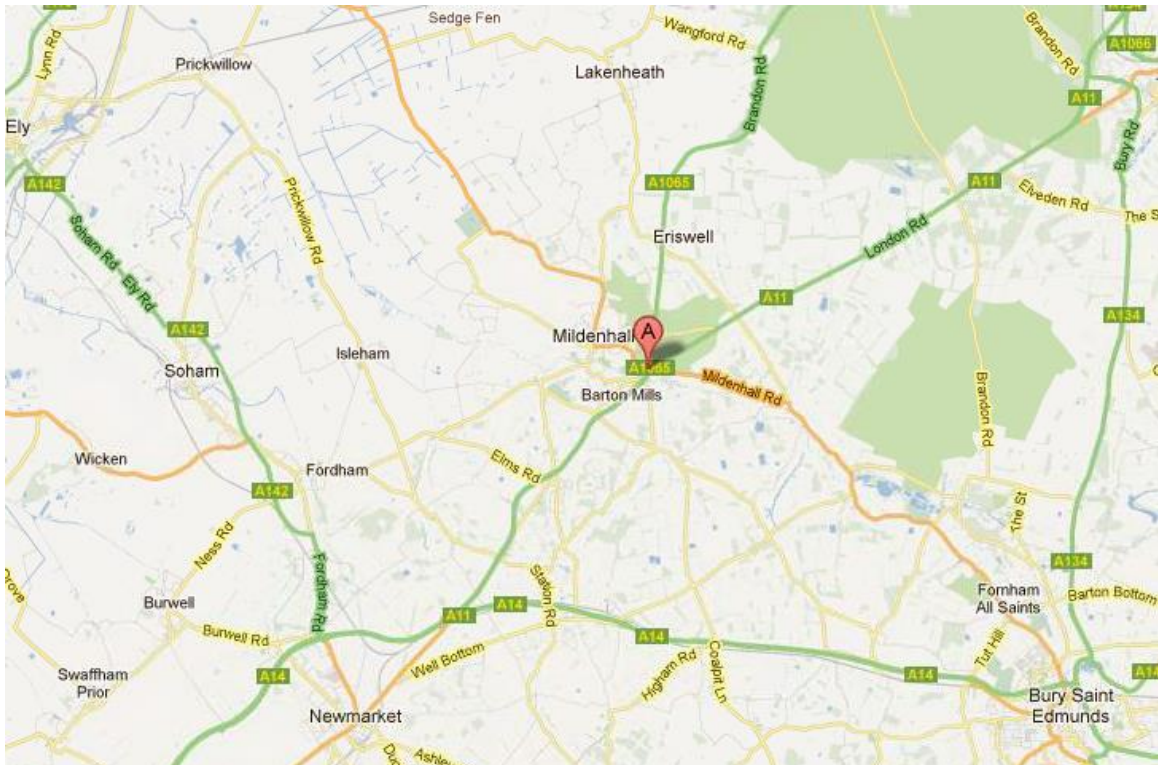 Sedge Fen
Wangford Rd
Brandon Rd
A1066
Lynn Rd
Prickwillow
Lakenheath
Brandon Rd
A11
Ely
Bury Rd
A142
Prickwillow Rd
A1065
A11
Elveden Rd
The S
Soham Rd - Ely Rd
Eriswell
London Rd
A11
A134
A142
Mildenhall
A
Isleham
Soham
A1065
Mildenhall Rd
Brandon Rd
Barton Mills
Wicken
Elms Rd
Fordham
A142
The St
Ness Rd
Fordham Rd
A134
Station Rd
Fornham
All Saints
Barton Bottom
Burwell
A14
A11
Burwell Rd
A14
Tut Hill
Well Bottom
Higham Rd
Coalpit Ln
A14
Swaffham
Prior
A14
A14
Bury Saint
Edmunds
Newmarket